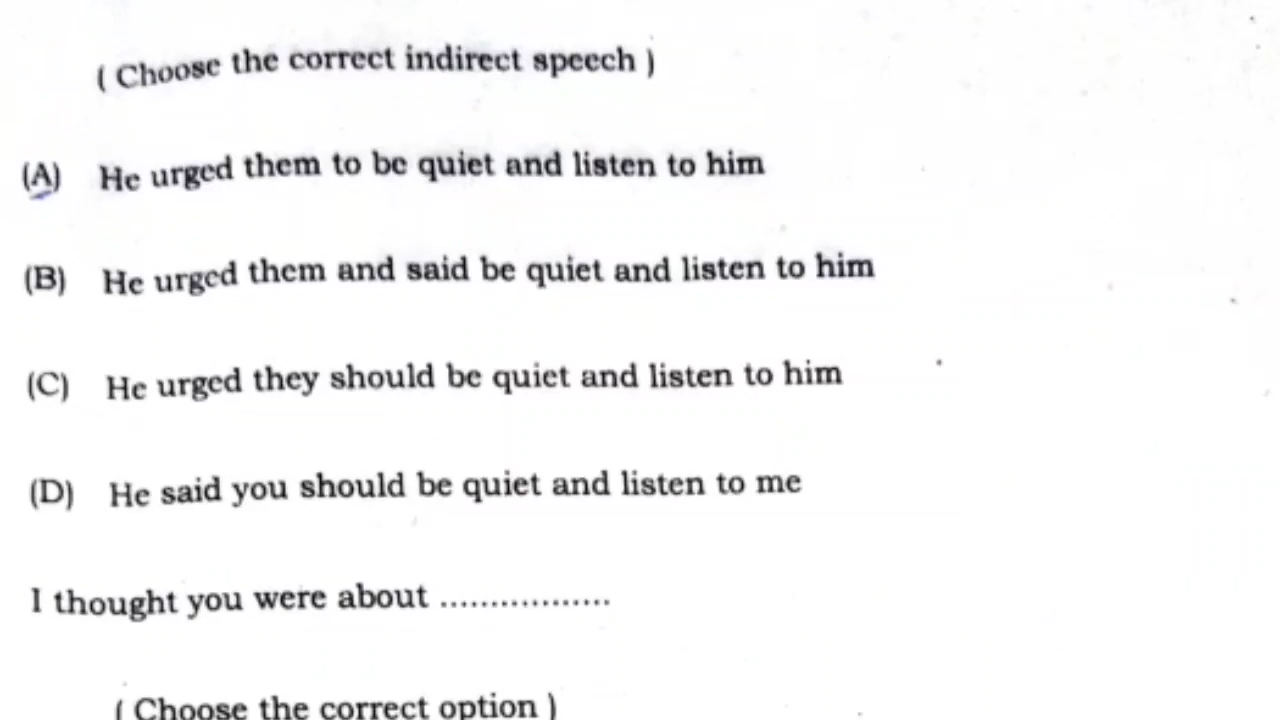 ( Choose the correct indirect speech )
(A) He urged them to be quiet and listen to him
(B) He urged them and said be quiet and listen to him
(C) He urged they should be quiet and listen to him
(D) He said you should be quiet and listen to me
I thought you were about .................
( Choose the correct option )